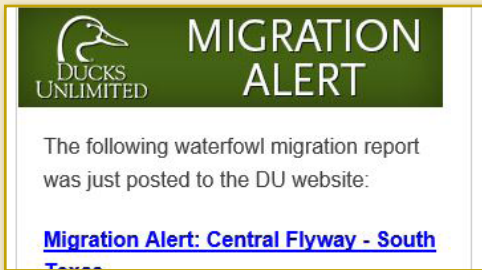 DUCKS
UNLIMITED
MIGRATION
ALERT
The following waterfowl migration report
was just posted to the DU website:
Migration Alert: Central Flyway - South
Texas